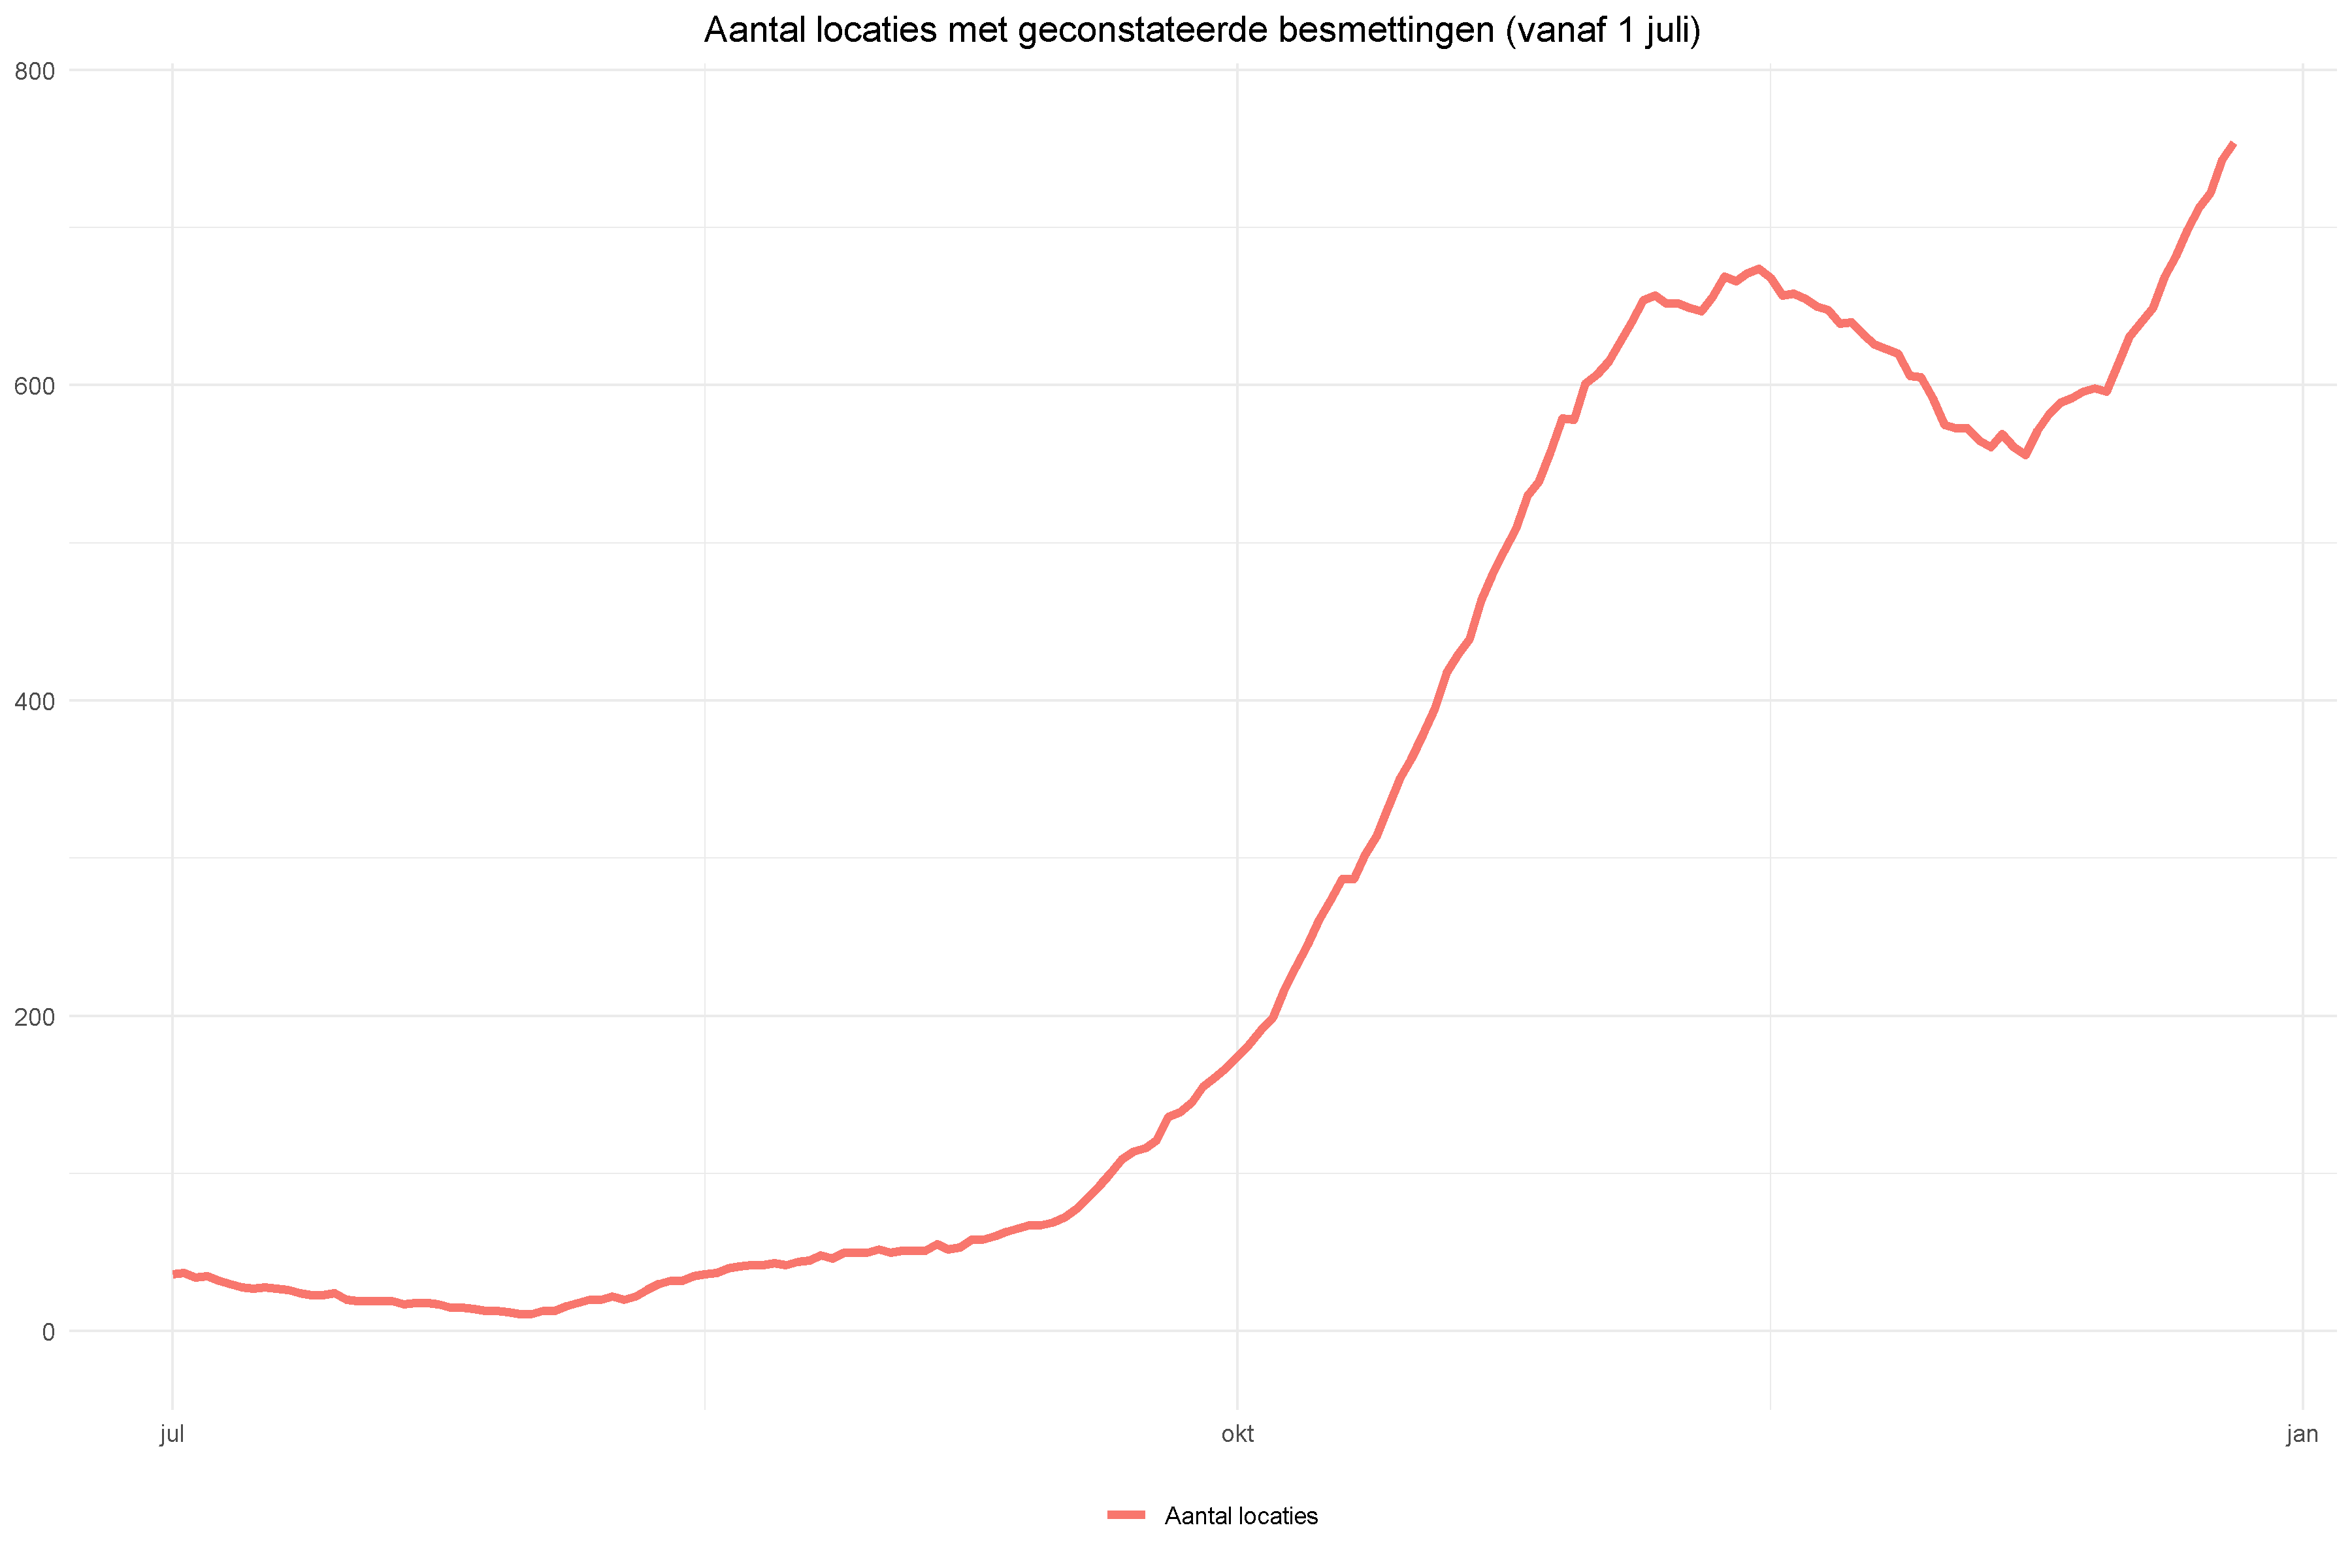 Aantal locaties met geconstateerde besmettingen (vanaf 1 juli)
800
600
400
200
0
jul okt jan
Aantal locaties